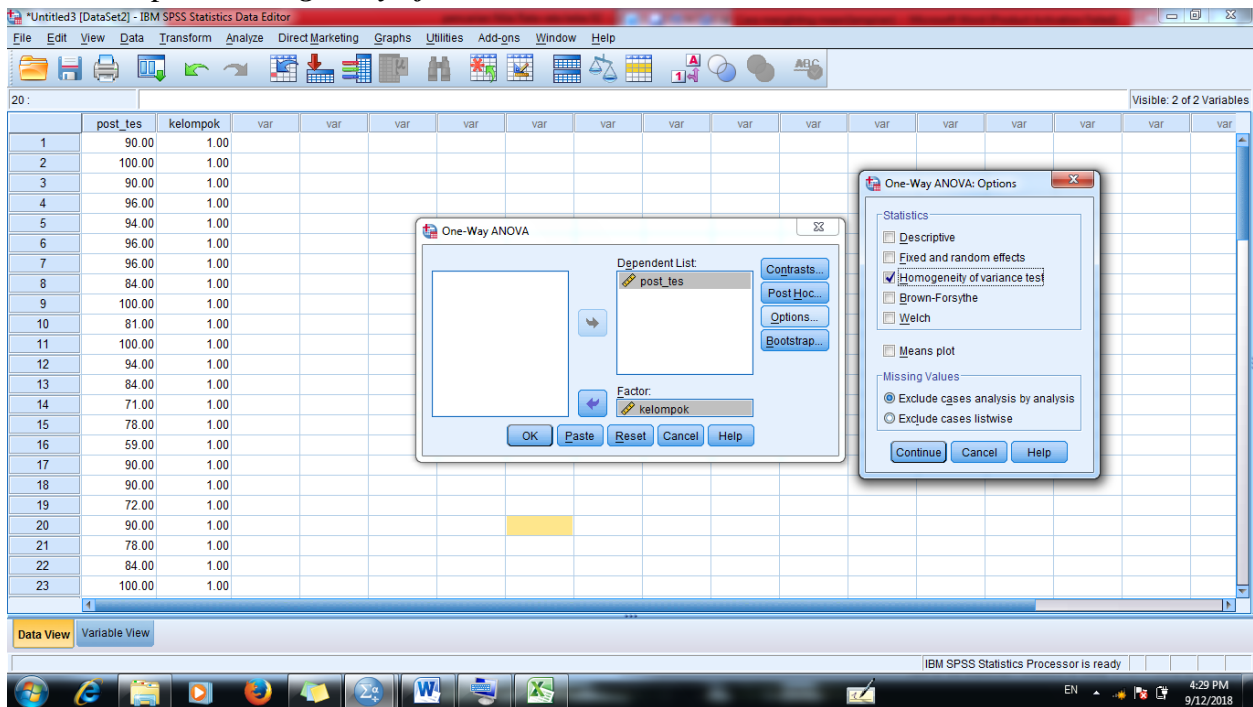 *Untitled3 [DataSet2] - IBM SPSS Statistics Data Editor
File Edit View Data Transform Analyze Direct Marketing Graphs Utilities Add-ons Window Help
20 : Visible: 2 of 2 Variables
post_tes kelompok var var var var var var var var var var var var var var var
1 90.00 1.00
2 100.00 1.00
3 90.00 1.00
4 96.00 1.00
5 94.00 1.00
6 96.00 1.00
7 96.00 1.00
8 84.00 1.00
9 100.00 1.00
10 81.00 1.00
11 100.00 1.00
12 94.00 1.00
13 84.00 1.00
14 71.00 1.00
15 78.00 1.00
16 59.00 1.00
17 90.00 1.00
18 90.00 1.00
19 72.00 1.00
20 90.00 1.00
21 78.00 1.00
22 84.00 1.00
23 100.00 1.00
One-Way ANOVA
Dependent List:
post_tes
Contrasts...
Post Hoc...
Options...
Bootstrap...
Factor:
kelompok
OK Paste Reset Cancel Help
One-Way ANOVA: Options
Statistics
Descriptive
Fixed and random effects
Homogeneity of variance test
Brown-Forsythe
Welch
Means plot
Missing Values
Exclude cases analysis by analysis
Exclude cases listwise
Continue Cancel Help
Data View Variable View
IBM SPSS Statistics Processor is ready
EN 4:29 PM
9/12/2018